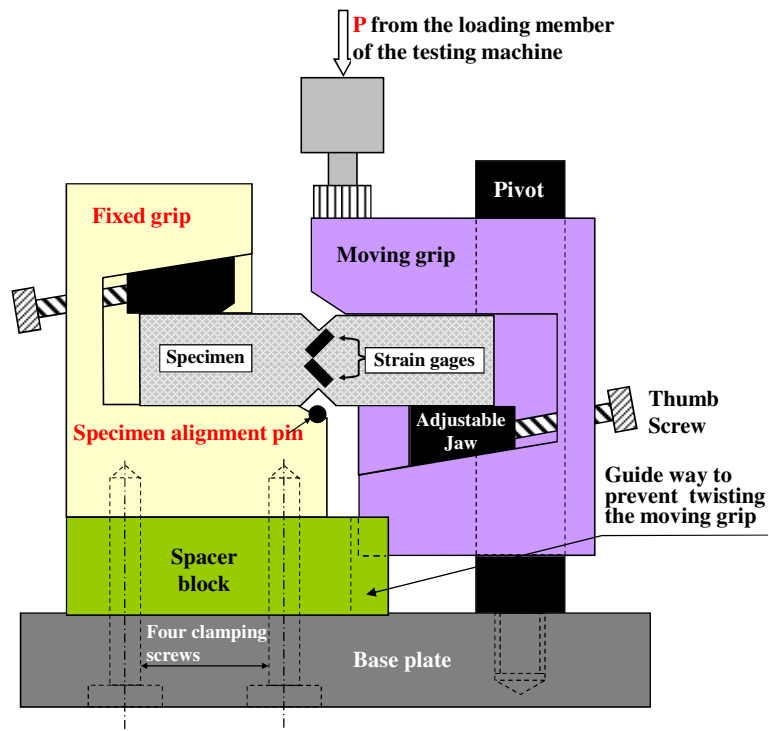 P from the loading member
of the testing machine
Pivot
Fixed grip
Moving grip
Specimen
Strain gages
Thumb
Screw
Adjustable
Jaw
Specimen alignment pin
Guide way to
prevent twisting
the moving grip
Spacer
block
Four clamping
screws
Base plate